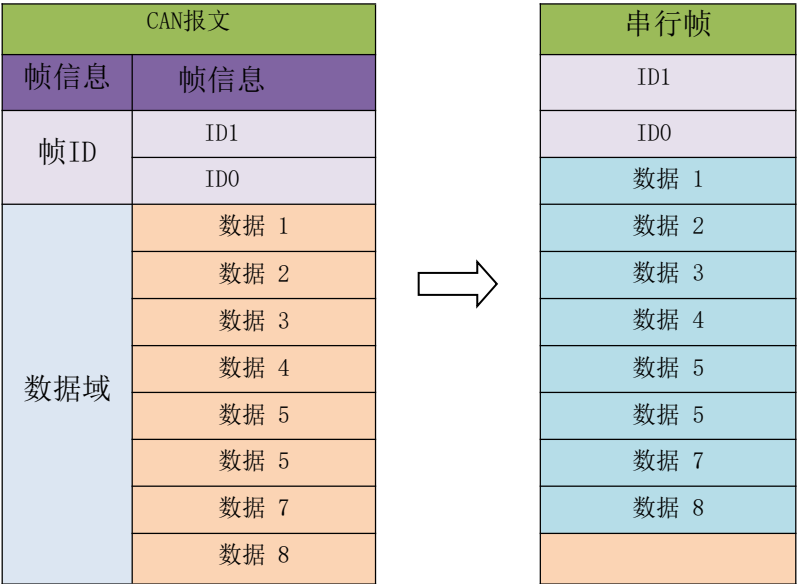 CAN报文
帧信息
帧信息
帧ID
ID1
ID0
数据域
数据 1
数据 2
数据 3
数据 4
数据 5
数据 5
数据 7
数据 8
串行帧
ID1
ID0
数据 1
数据 2
数据 3
数据 4
数据 5
数据 5
数据 7
数据 8